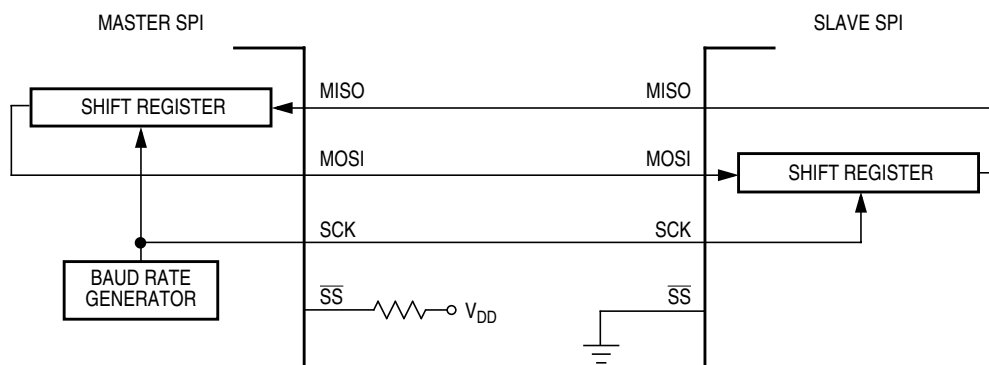 MASTER SPI
SLAVE SPI
SHIFT REGISTER
MISO
MISO
MOSI
MOSI
SHIFT REGISTER
SCK
SCK
BAUD RATE
GENERATOR
SS
VDD
SS